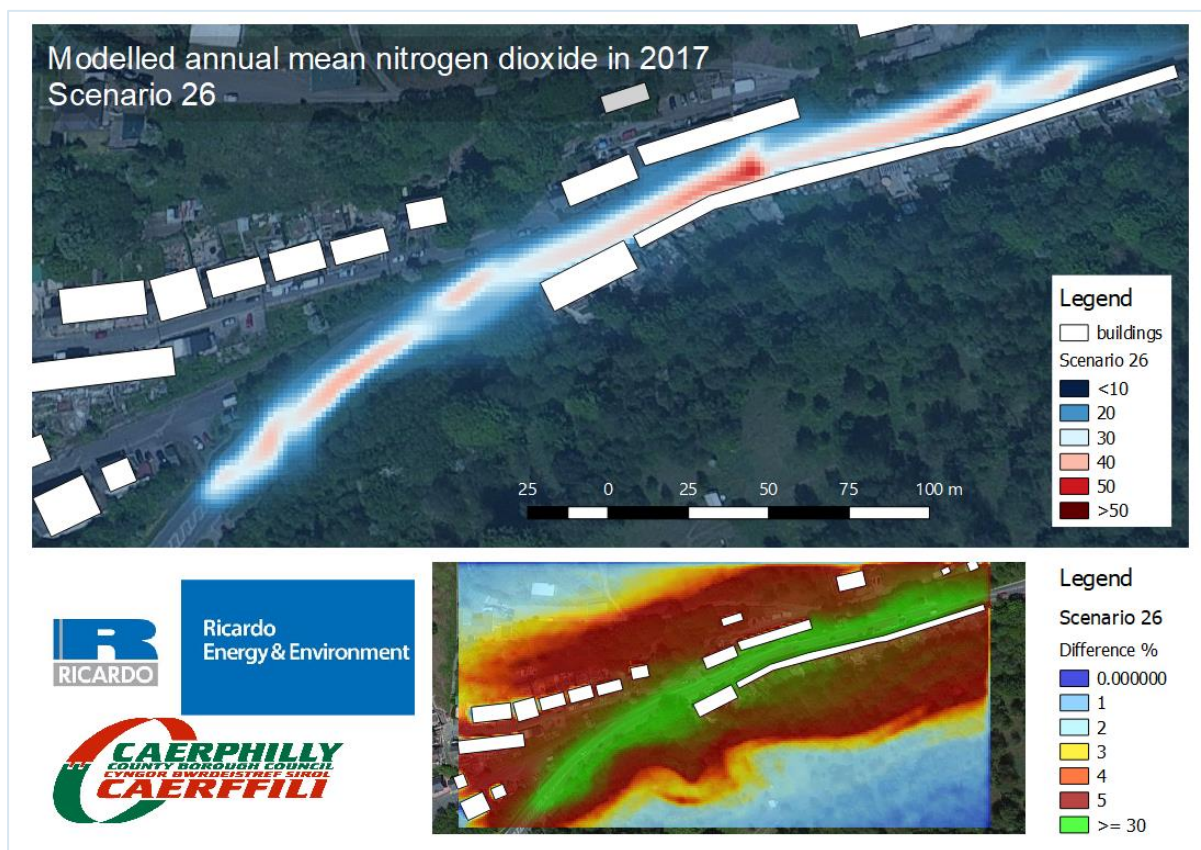 Modelled annual mean nitrogen dioxide in 2017
Scenario 26
Legend
buildings
Scenario 26
<10
20
30
40
50
>50
25 0 25 50 75 100 m
R
RICARDO
Ricardo
Energy & Environment
CAERPHILLY
COUNTY BOROUGH COUNCIL
CYNGOR BWRDEISTREF SIROL
CAERFFILI
Legend
Scenario 26
Difference %
0.000000
1
2
3
4
5
>= 30